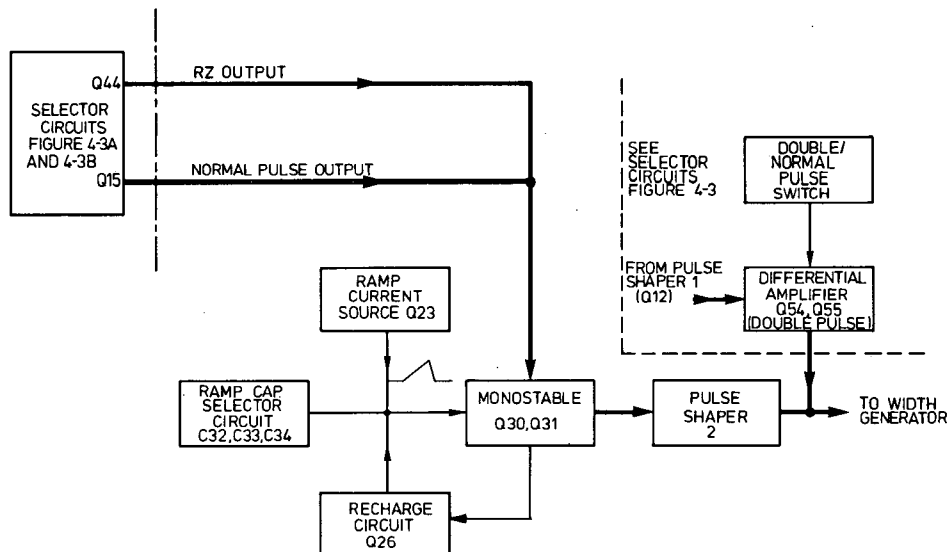 Q44
SELECTOR
CIRCUITS
FIGURE 4-3A
AND 4-3B
Q15
RZ OUTPUT
NORMAL PULSE OUTPUT
SEE
SELECTOR
CIRCUITS
FIGURE 4-3
DOUBLE/
NORMAL
PULSE
SWITCH
FROM PULSE
SHAPER 1
(Q12)
DIFFERENTIAL
AMPLIFIER
Q54,Q55
(DOUBLE PULSE)
RAMP
CURRENT
SOURCE Q23
RAMP CAP
SELECTOR
CIRCUIT
C32,C33,C34
MONOSTABLE
Q30,Q31
PULSE
SHAPER
2
TO WIDTH
GENERATOR
RECHARGE
CIRCUIT
Q26